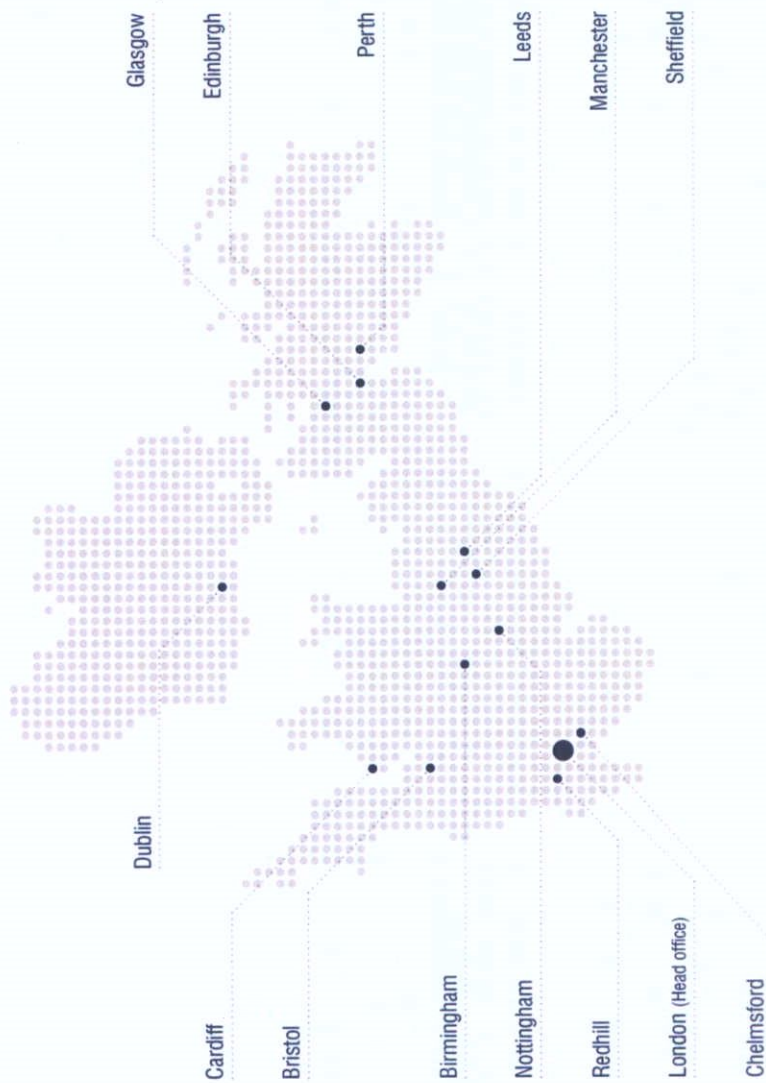 Dublin
Cardiff
Bristol
Birmingham
Nottingham
Redhill
London (Head office)
Chelmsford
Glasgow
Edinburgh
Perth
Leeds
Manchester
Sheffield